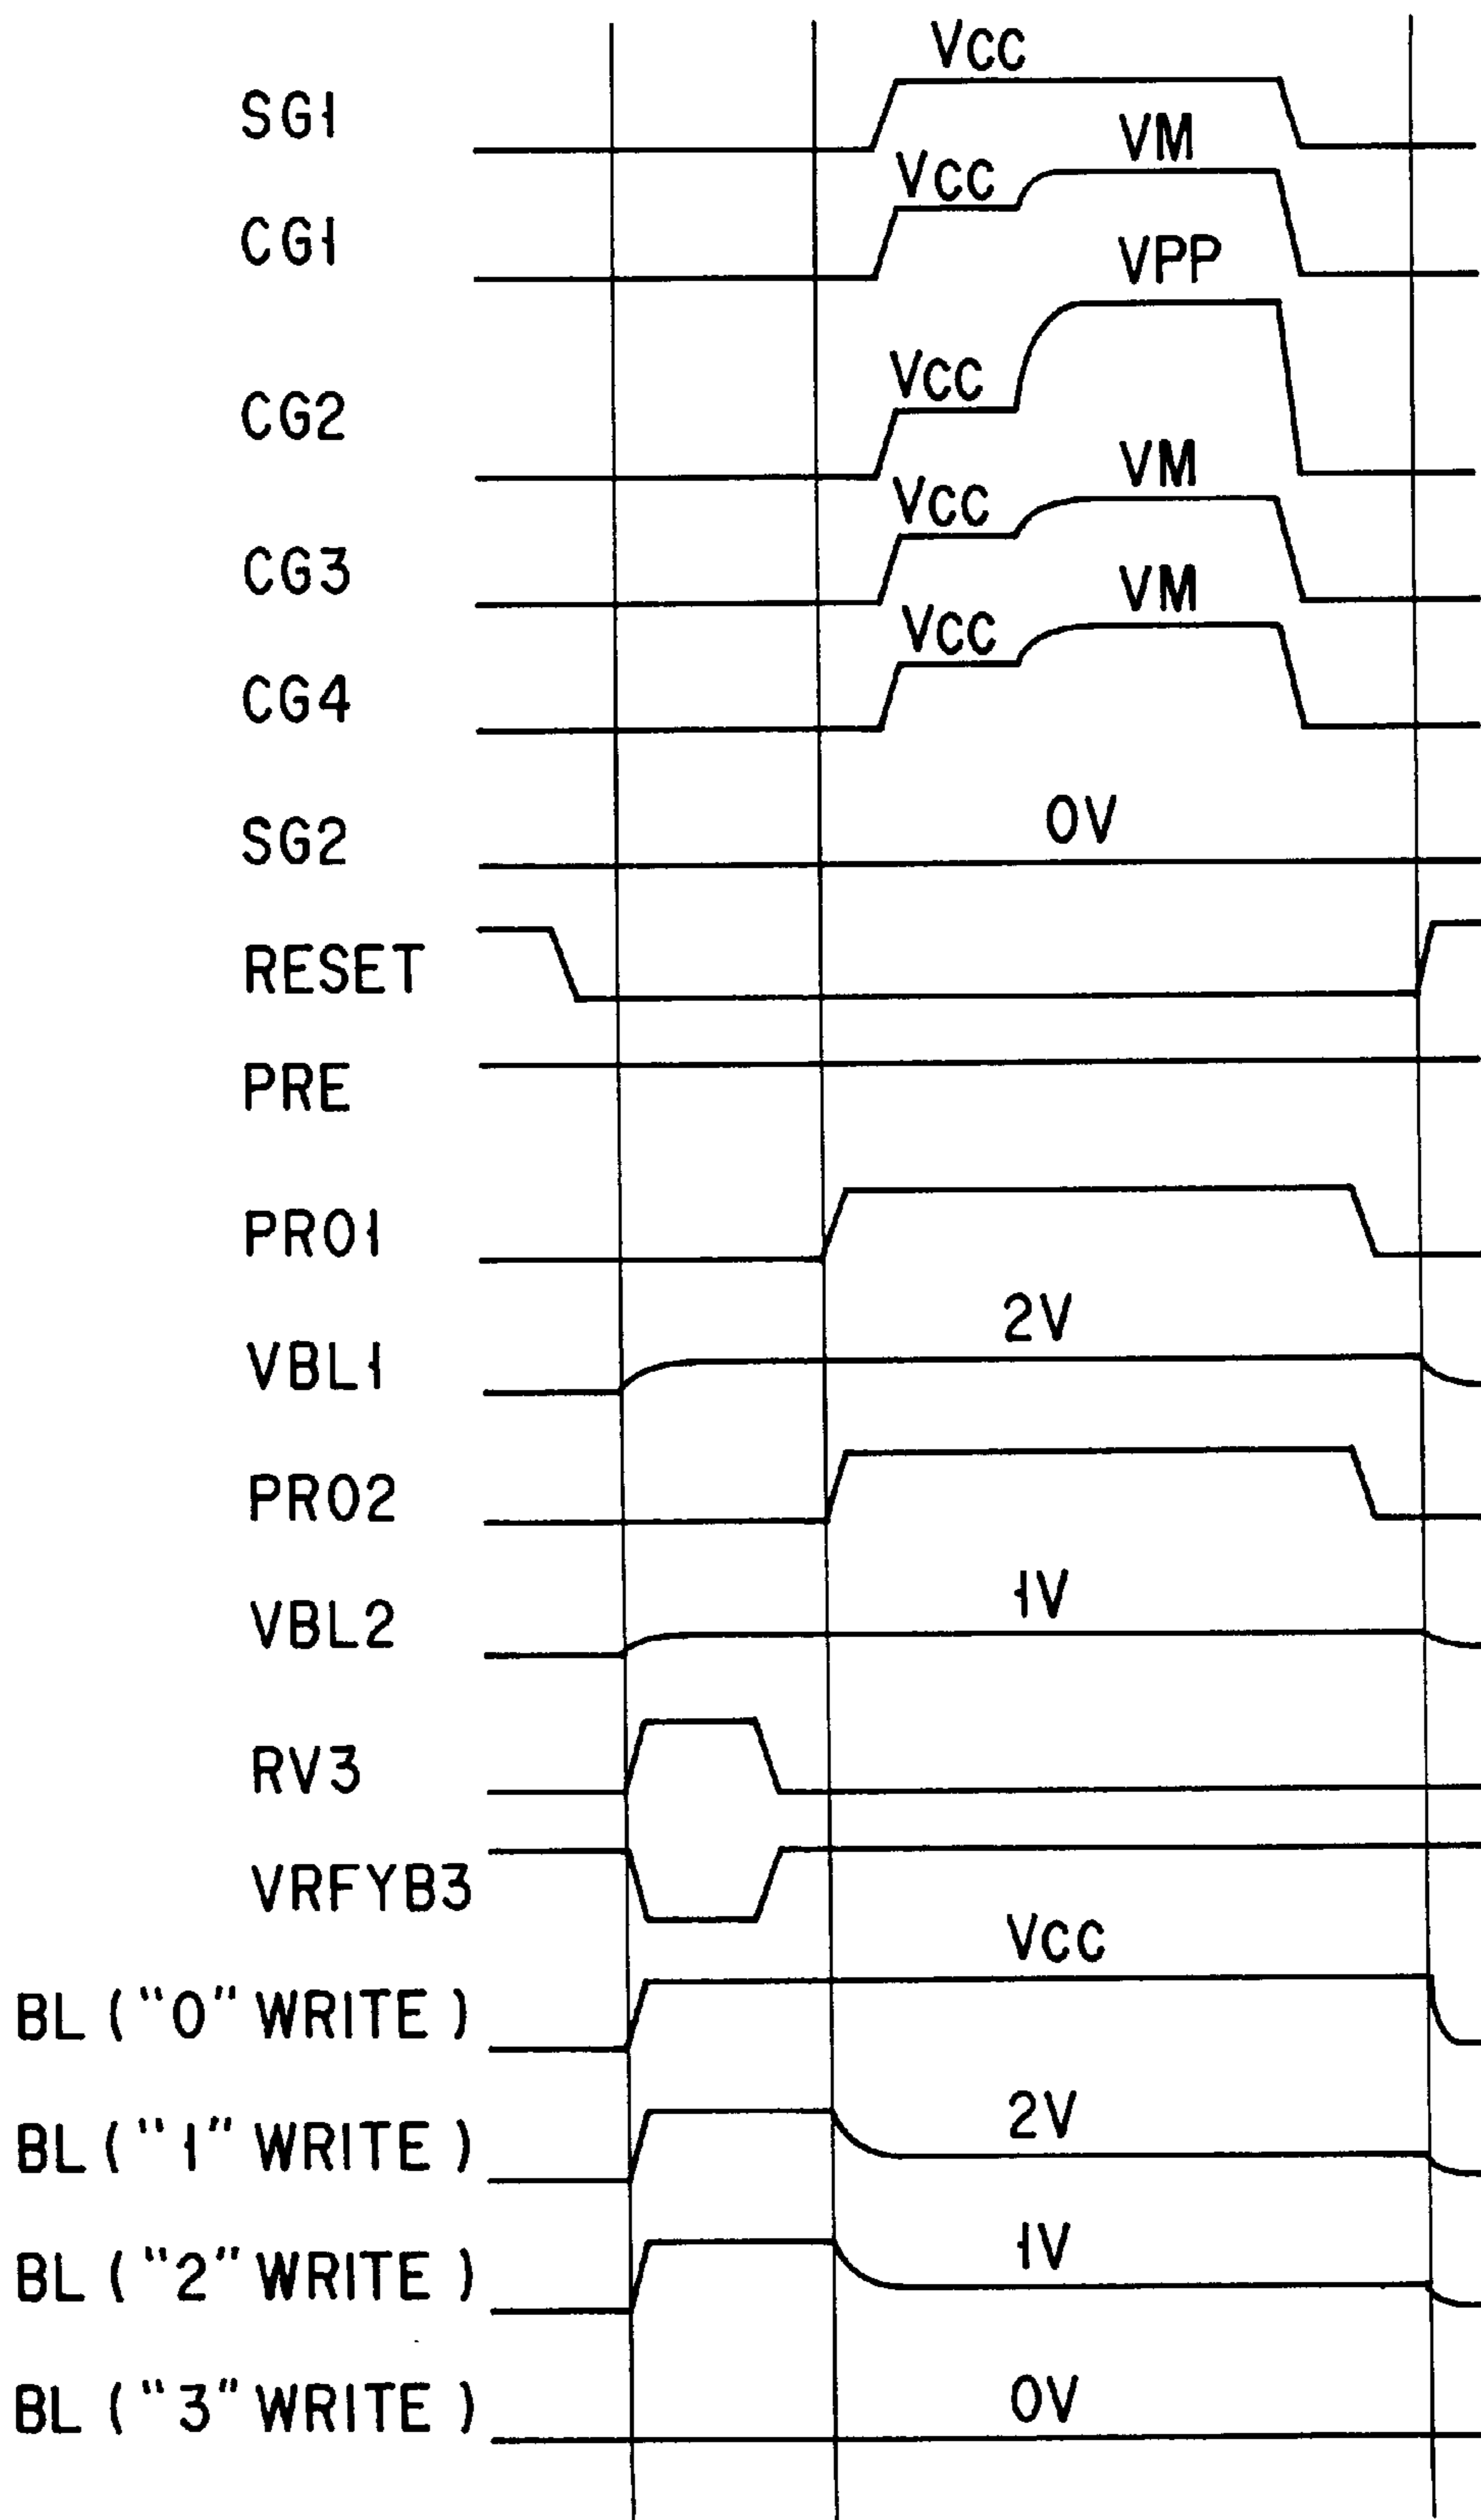 VCC
SG1
VM
VCC
CG1
VPP
VCC
CG2
VM
VCC
CG3
VM
VCC
CG4
0V
SG2
RESET
PRE
PRO1
2V
VBL1
PRO2
1V
VBL2
RV3
VRFYB3
VCC
BL ("0" WRITE)
2V
BL ("1" WRITE)
1V
BL ("2" WRITE)
0V
BL ("3" WRITE)